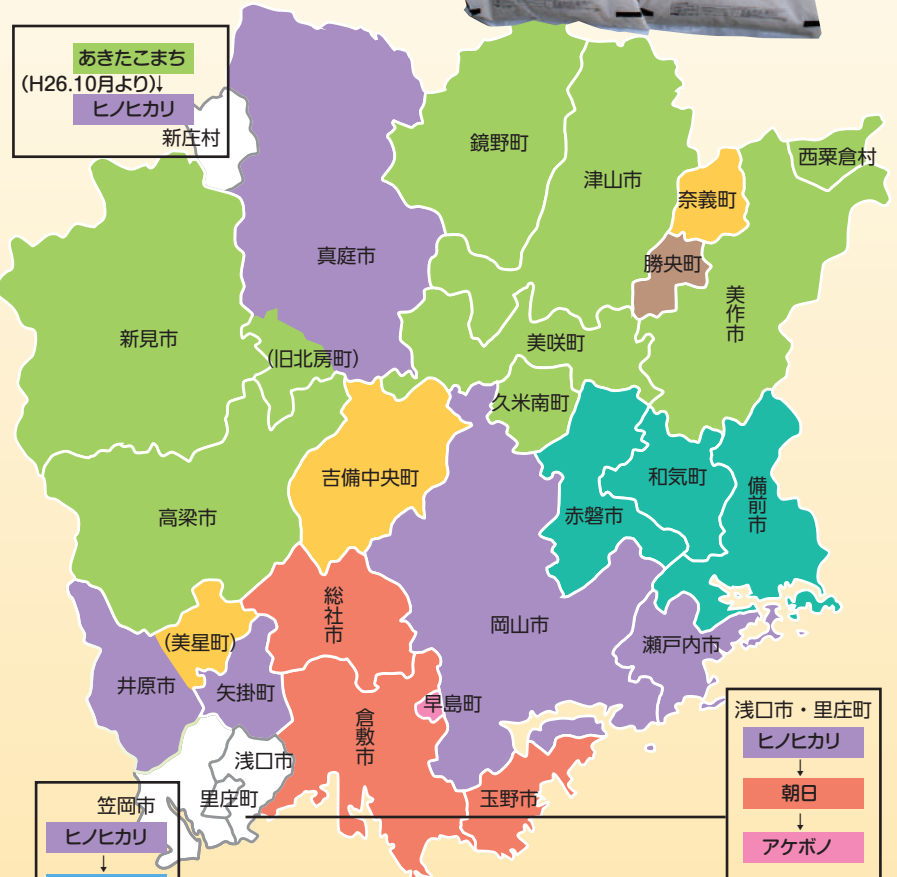 あきたこまち
(H26.10月より)↓
ヒノヒカリ
新庄村
鏡野町
津山市
西粟倉村
奈義町
勝央町
美作市
真庭市
新見市
(旧北房町)
美咲町
久米南町
吉備中央町
高梁市
赤磐市
和気町
備前市
総社市
岡山市
瀬戸内市
(美星町)
井原市
矢掛町
早島町
倉敷市
浅口市
里庄町
玉野市
笠岡市
ヒノヒカリ
↓
浅口市・里庄町
ヒノヒカリ
↓
朝日
↓
アケボノ